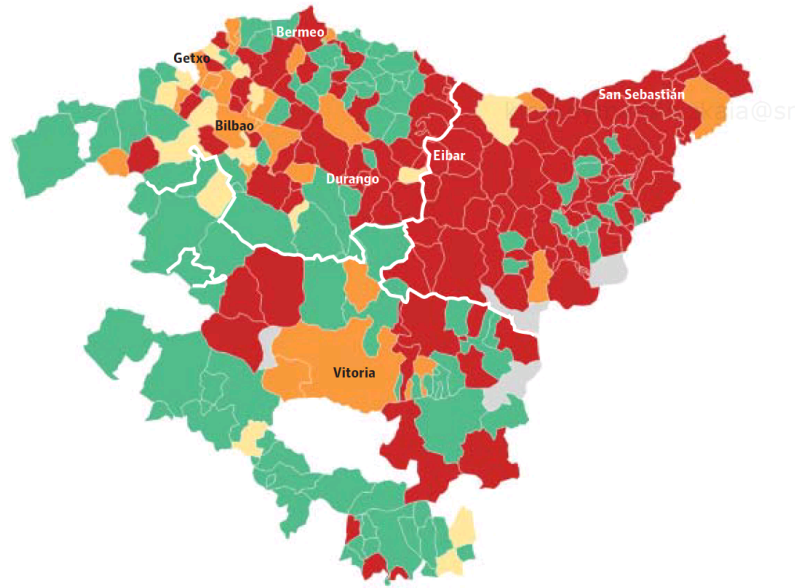 Bermeo
Getxo
San Sebastián
Bilbao
Eibar
Durango
Vitoria